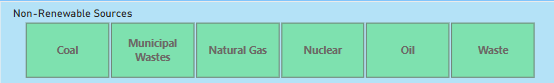 Non-Renewable Sources
Coal
Municipal
Wastes
Natural Gas
Nuclear
Oil
Waste